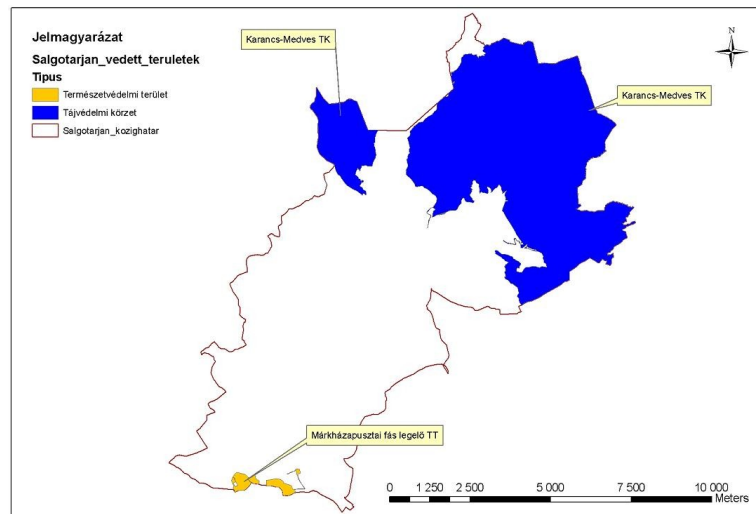 Jelmagyarázat
Salgotarjan_vedett_teruletek
Tipus
Természetvédelmi terület
Tájvédelmi körzet
Salgotarjan_kozighatar
Karancs-Medves TK
Karancs-Medves TK
N
Márkházapusztai fás legelő TT
0 1 250 2 500 5 000 7 500 10 000
Meters